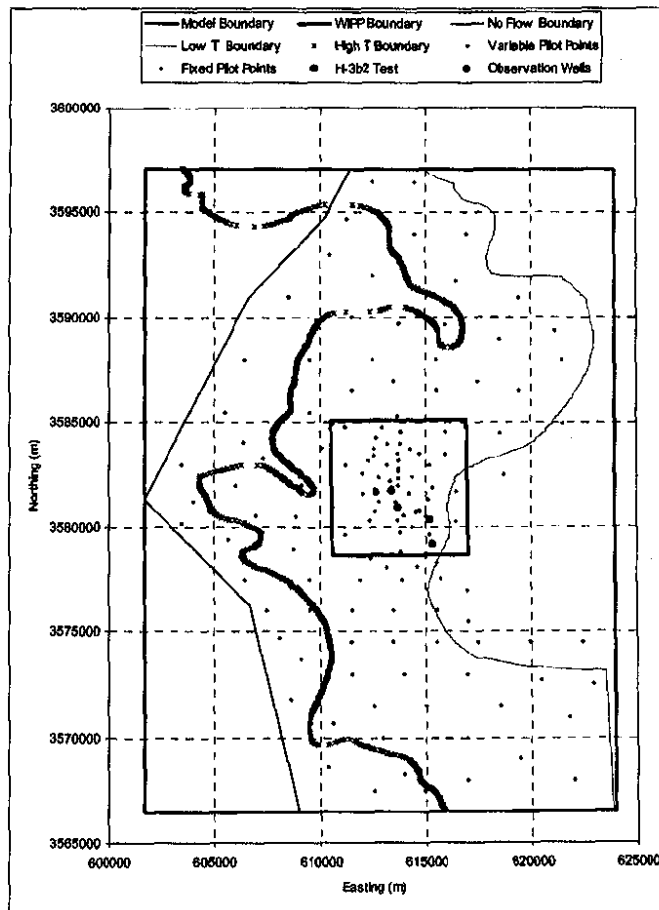 Model Boundary WIPP Boundary No Flow Boundary
Low T Boundary High T Boundary Variable Pilot Points
Fixed Pilot Points H-3b2 Test Observation Wells
3600000
3595000
3590000
3585000
3580000
3575000
3570000
3565000
Northing (m)
600000 605000 610000 615000 620000 625000
Easting (m)